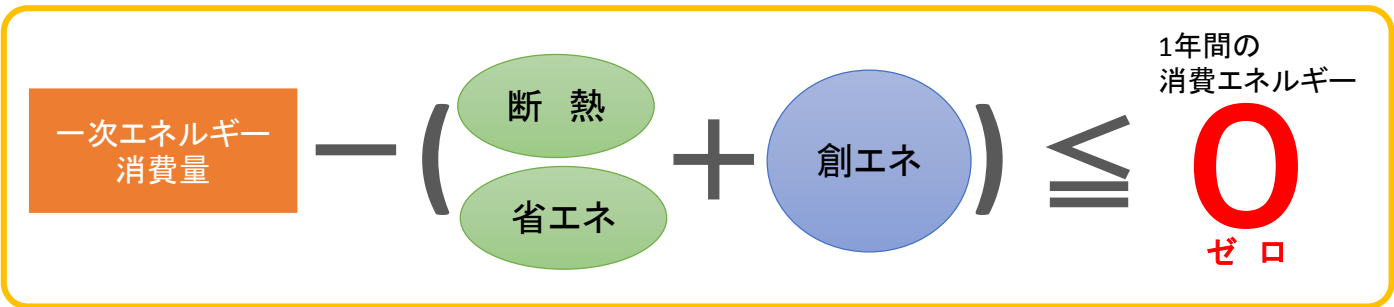 一次エネルギー
消費量
ー
(
断 熱
省エネ
+
創エネ
)
≦
1年間の
消費エネルギー
0
ゼ ロ